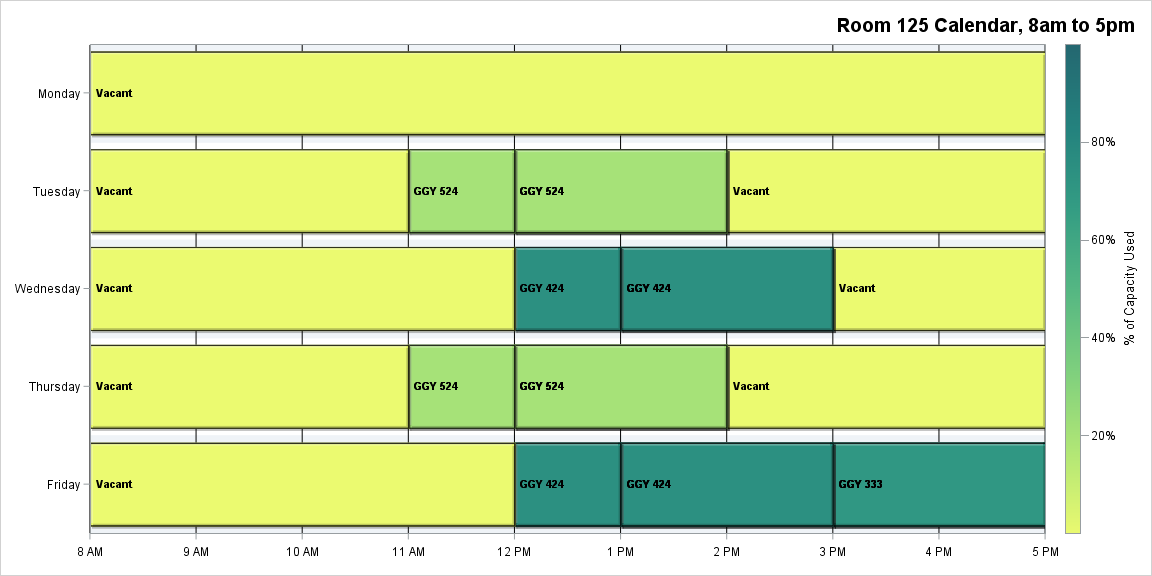 Room 125 Calendar, 8am to 5pm
Monday
Vacant
Tuesday
Vacant
GGY 524
GGY 524
Vacant
Wednesday
Vacant
GGY 424
GGY 424
Vacant
Thursday
Vacant
GGY 524
GGY 524
Vacant
Friday
Vacant
GGY 424
GGY 424
GGY 333
8 AM
9 AM
10 AM
11 AM
12 PM
1 PM
2 PM
3 PM
4 PM
5 PM
80%
60%
40%
20%
% of Capacity Used